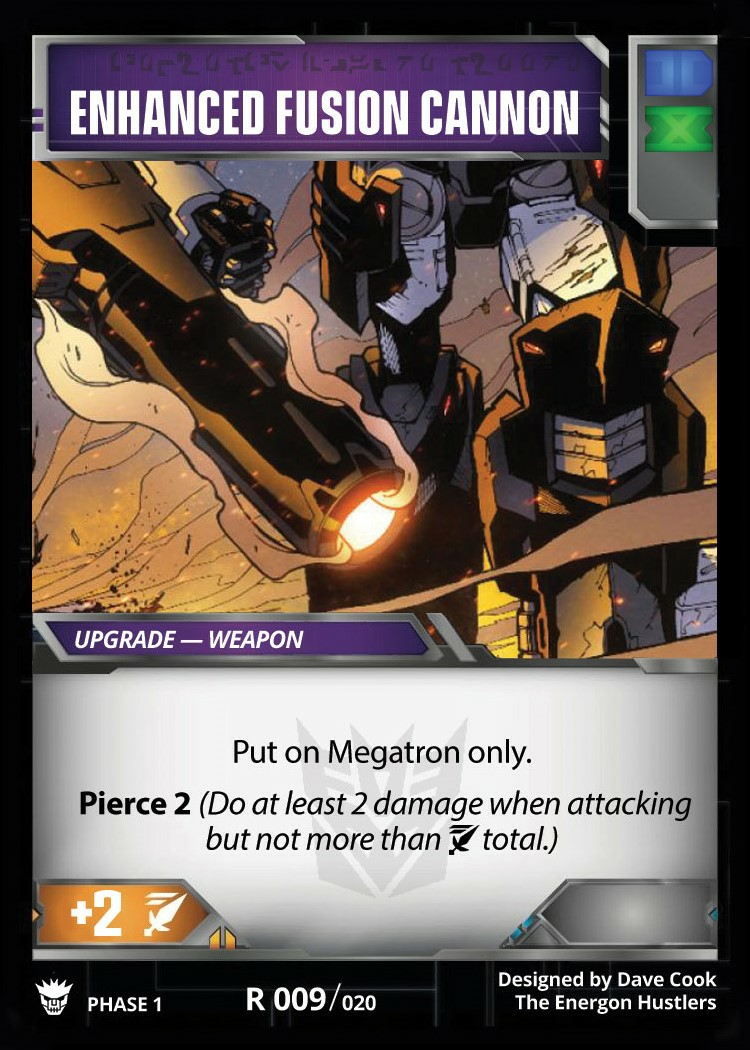 ENHANCED FUSION CANNON
UPGRADE — WEAPON
Put on Megatron only.
Pierce 2 (Do at least 2 damage when attacking
but not more than total.)
+2
PHASE 1
R 009/020
Designed by Dave Cook
The Energon Hustlers